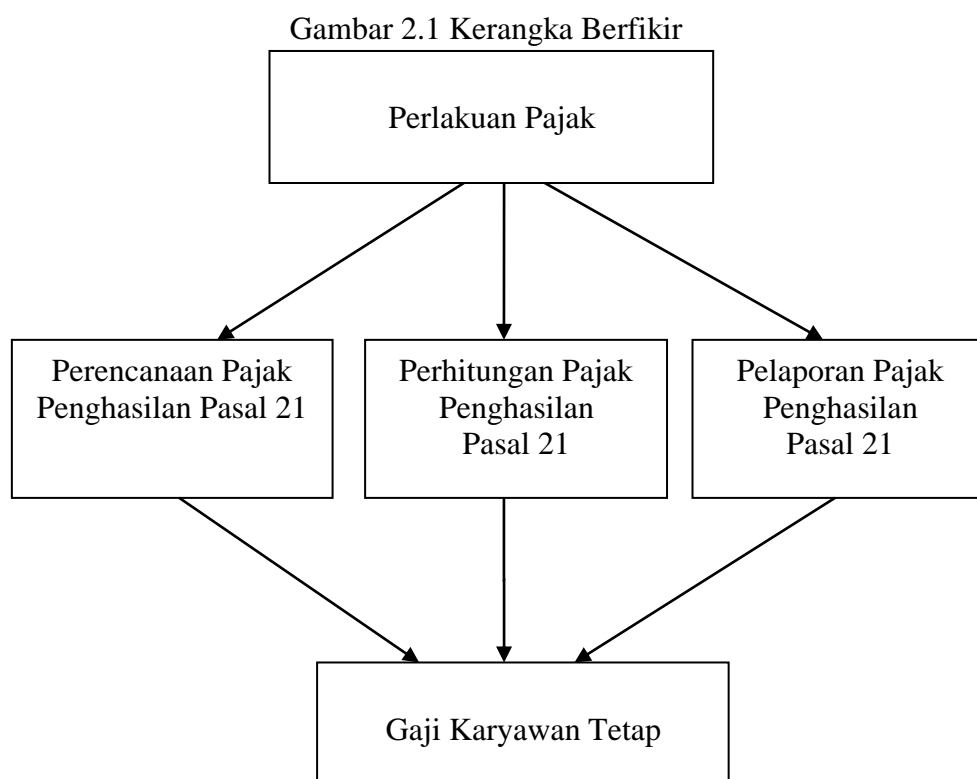 Gambar 2.1 Kerangka Berfikir
Perlakuan Pajak
Perencanaan Pajak
Penghasilan Pasal 21
Perhitungan Pajak
Penghasilan
Pasal 21
Pelaporan Pajak
Penghasilan
Pasal 21
Gaji Karyawan Tetap